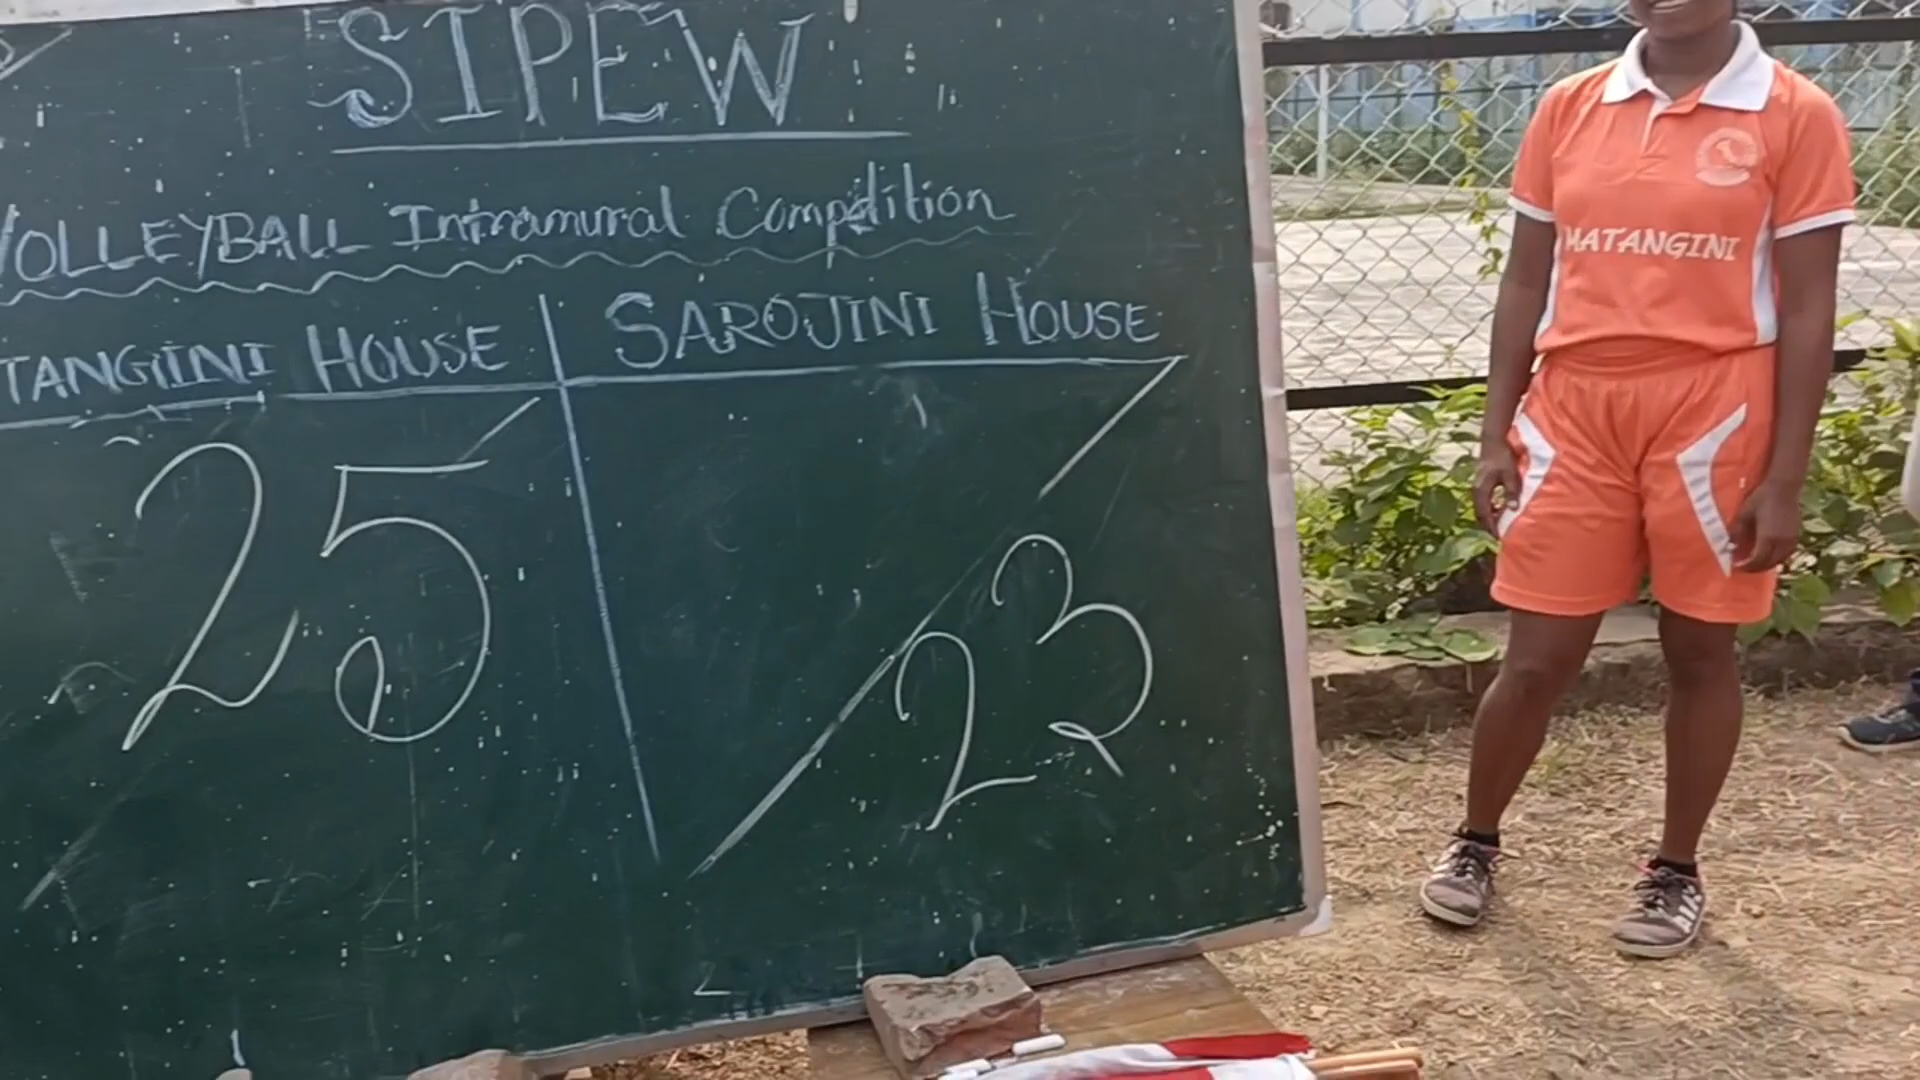 SIPEW
VOLLEYBALL Intramural Competition
TANGINI HOUSE
SAROJINI HOUSE
25
23
MATANGINI